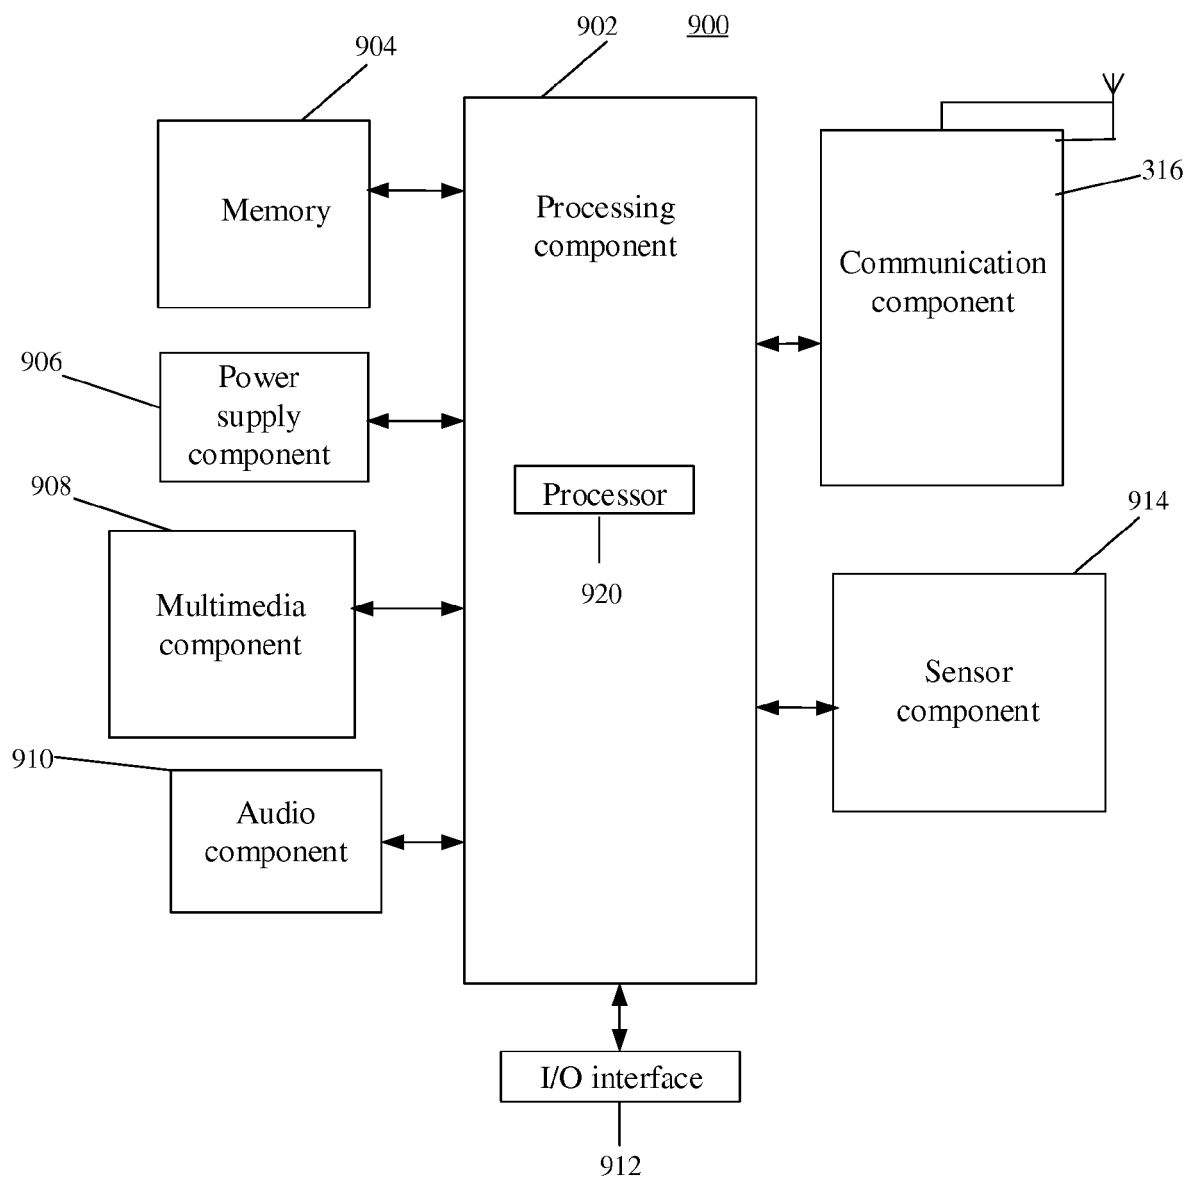 902
900
904
Memory
Processing
component
316
Communication
component
906
Power
supply
component
908
Processor
920
914
Multimedia
component
Sensor
component
910
Audio
component
I/O interface
912